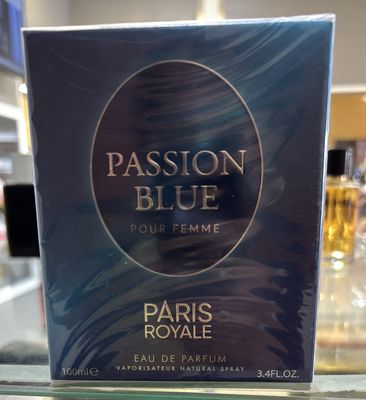 PASSION
BLUE
POUR FEMME
PARIS
ROYALE
EAU DE PARFUM
VAPORISATEUR NATURAL SPRAY
100ml℮ 3.4FL.OZ.